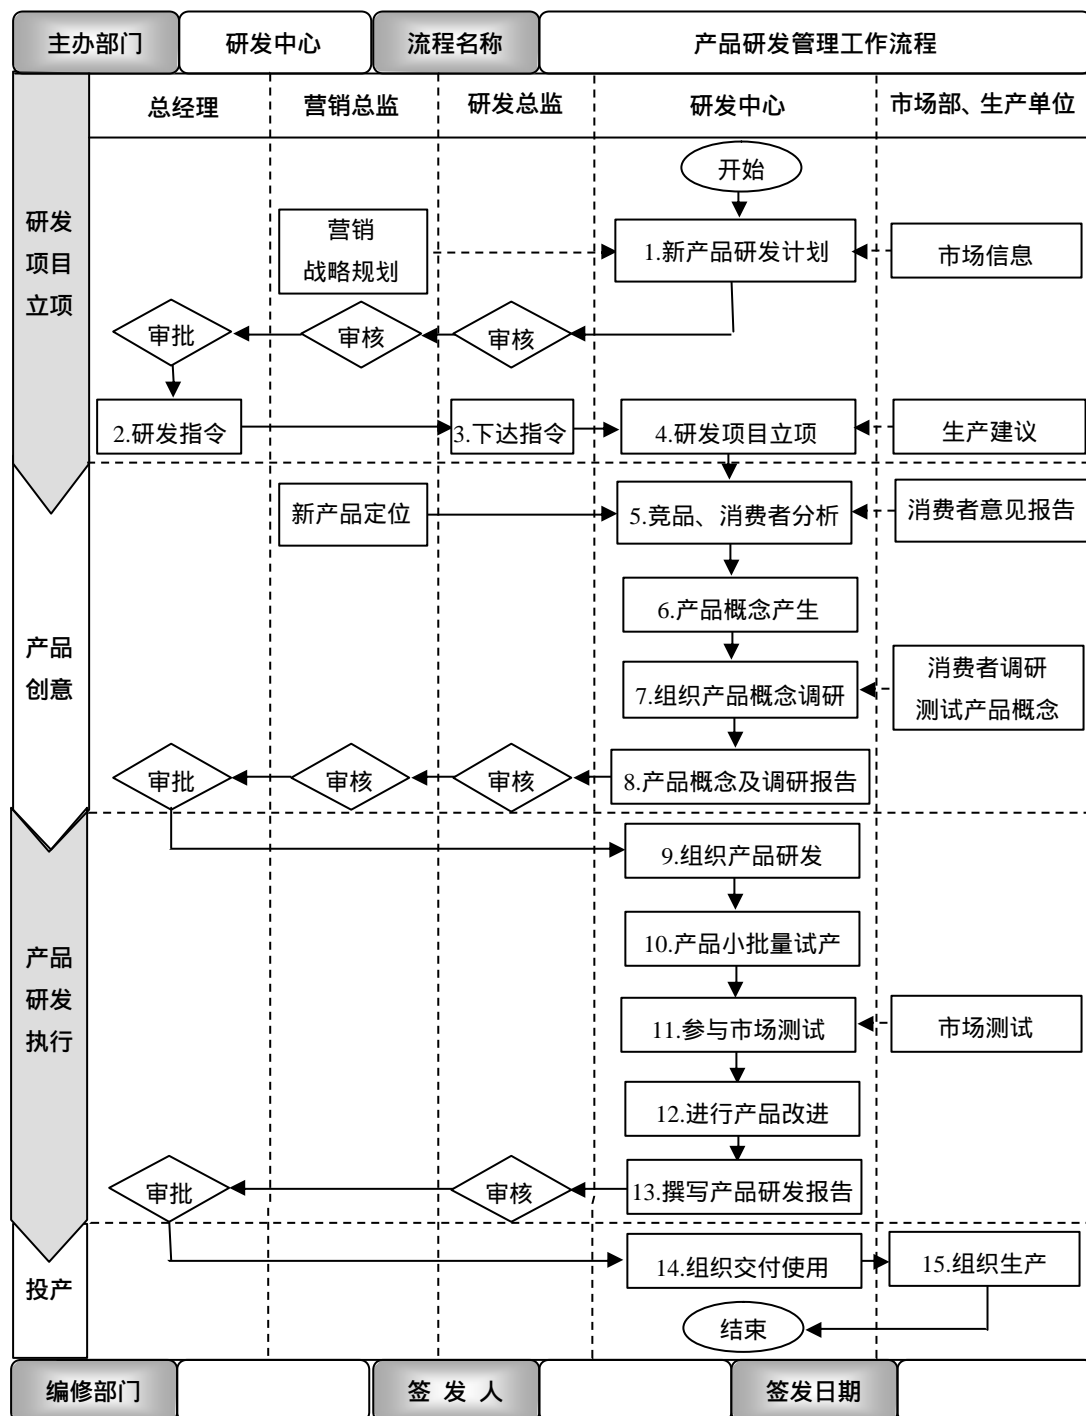 主办部门 研发中心 流程名称 产品研发管理工作流程
总经理 营销总监 研发总监 研发中心 市场部、生产单位
研发
项目
立项
开始
营销
战略规划
1.新产品研发计划
市场信息
审批 审核 审核
2.研发指令 3.下达指令 4.研发项目立项 生产建议
产品
创意
新产品定位 5.竞品、消费者分析 消费者意见报告
6.产品概念产生
7.组织产品概念调研
消费者调研
测试产品概念
审批 审核 审核 8.产品概念及调研报告
产品
研发
执行
9.组织产品研发
10.产品小批量试产
11.参与市场测试 市场测试
12.进行产品改进
审批 审核 13.撰写产品研发报告
投产
14.组织交付使用 15.组织生产
结束
编修部门 签 发 人 签发日期